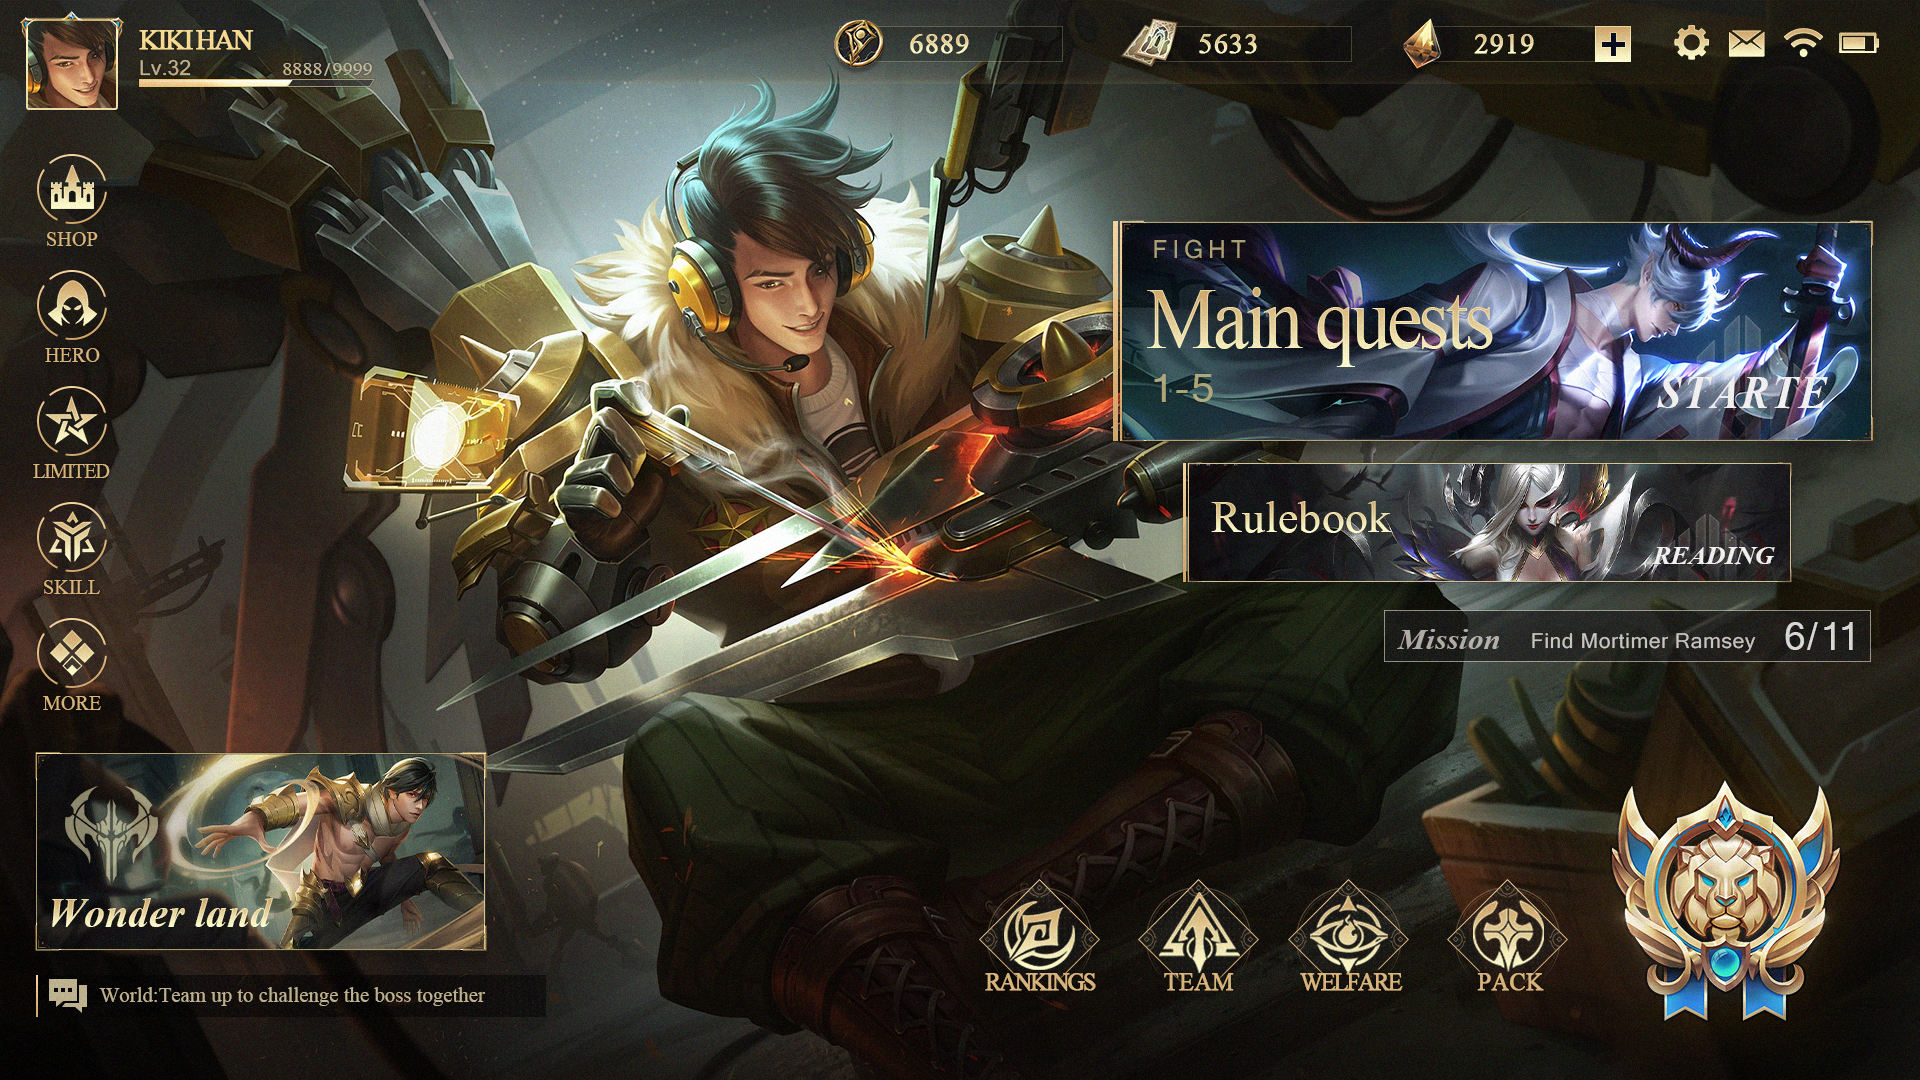 KIKI HAN
Lv.32
8888/9999
6889
5633
2919
SHOP
HERO
LIMITED
SKILL
MORE
FIGHT
Main quests
1-5
STARTE
Rulebook
READING
Mission
Find Mortimer Ramsey
6/11
Wonder land
World:Team up to challenge the boss together
RANKINGS
TEAM
WELFARE
PACK